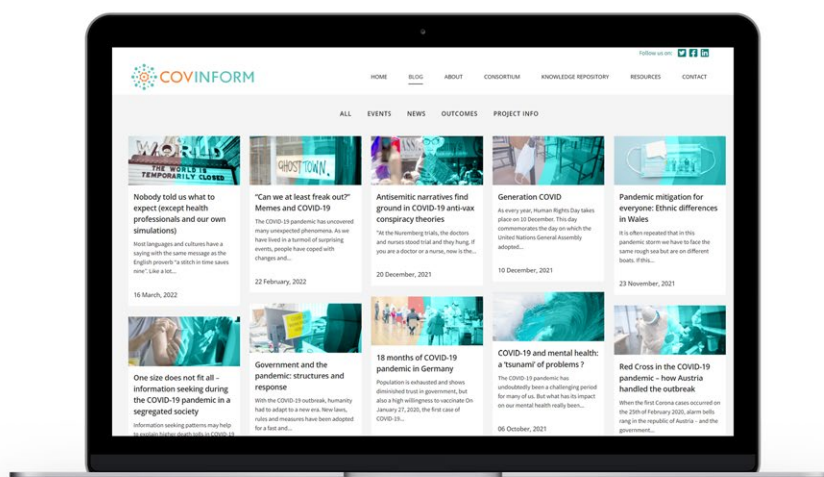 Follow us on:
COVINFORM
HOME
BLOG
ABOUT
CONSORTIUM
KNOWLEDGE REPOSITORY
RESOURCES
CONTACT
ALL
EVENTS
NEWS
OUTCOMES
PROJECT INFO
WORLD
THE WORLD IS
TEMPORARILY CLOSED
Nobody told us what to
expect (except health
professionals and our own
simulations)
Most languages and cultures have a
saying with the same message as the
English proverb "a stitch in time saves
nine". Like a lot...
16 March, 2022
GHOST TOWN.
"Can we at least freak out?"
Memes and COVID-19
The COVID-19 pandemic has uncovered
many unexpected phenomena. As we
have lived in a turmoil of surprising
events, people have coped with
changes and...
22 February, 2022
Antisemitic narratives find
ground in COVID-19 anti-vax
conspiracy theories
"At the Nuremberg trials, the doctors
and nurses stood trial and they hung. If
you are a doctor or a nurse, now is the...
20 December, 2021
Generation COVID
As every year, Human Rights Day takes
place on 10 December. This day
commemorates the day on which the
United Nations General Assembly
adopted...
10 December, 2021
Pandemic mitigation for
everyone: Ethnic differences
in Wales
It is often repeated that in this
pandemic storm we have to face the
same rough sea but are on different
boats. If this...
23 November, 2021
One size does not fit all –
information seeking during
the COVID-19 pandemic in a
segregated society
Information seeking patterns may help
to explain higher death tolls in COVID-19
Government and the
pandemic: structures and
response
With the COVID-19 outbreak, humanity
had to adapt to a new era. New laws,
rules and measures have been adopted
for a fast and...
18 months of COVID-19
pandemic in Germany
Population is exhausted and shows
diminished trust in government, but
also a high willingness to vaccinate On
January 27, 2020, the first case of
COVID-19...
COVID-19 and mental health:
a 'tsunami' of problems ?
The COVID-19 pandemic has
undoubtedly been a challenging period
for many of us. But what has its impact
on our mental health really been...
06 October, 2021
Red Cross in the COVID-19
pandemic – how Austria
handled the outbreak
When the first Corona cases occurred on
the 25th of February 2020, alarm bells
rang in the republic of Austria – and the
government...